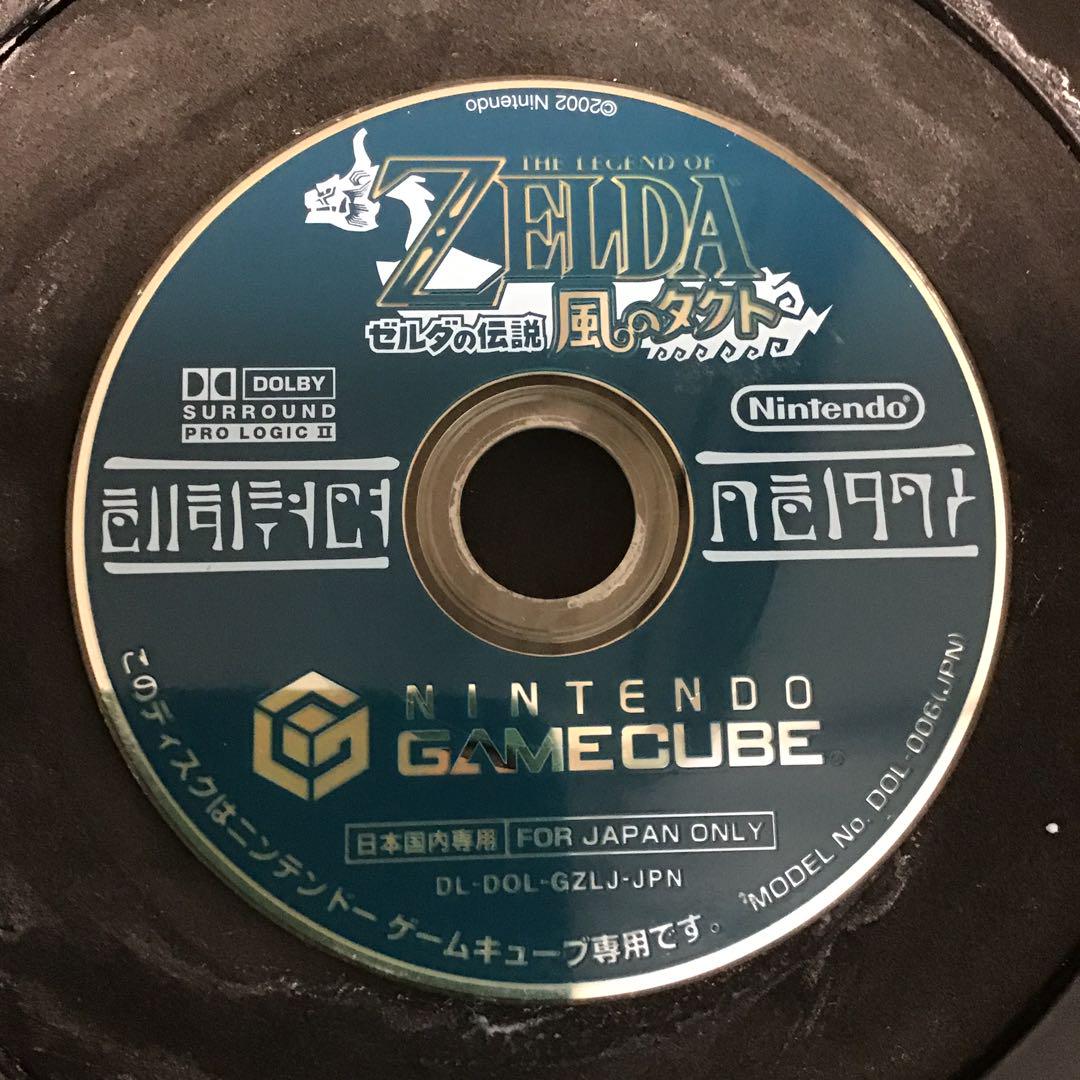 ©2002 Nintendo
THE LEGEND OF
ZELDA
ゼルダの伝説 風のタクト
DOLBY
SURROUND
PRO LOGIC II
Nintendo®
NINTENDO
GAMECUBE
日本国内専用 FOR JAPAN ONLY
DL-DOL-GZLJ-JPN
このディスクはニンテンドー ゲームキューブ専用です。
MODEL No. DOL-006(JPN)